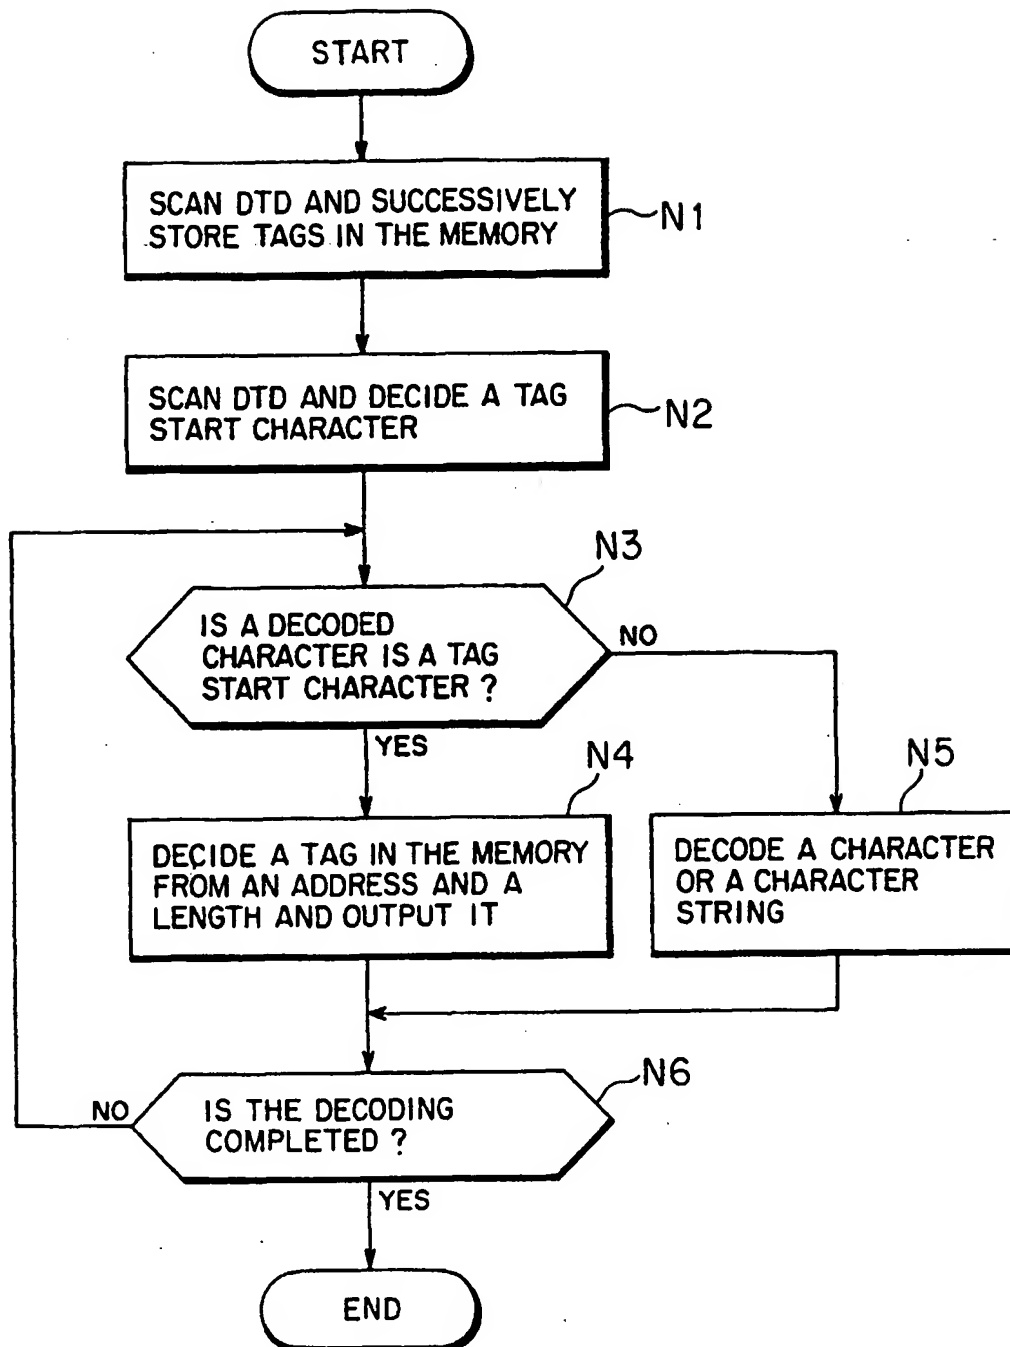 START
SCAN DTD AND SUCCESSIVELY
STORE TAGS IN THE MEMORY
N1
SCAN DTD AND DECIDE A TAG
START CHARACTER
N2
N3
IS A DECODED
CHARACTER IS A TAG
START CHARACTER ?
NO
YES
N4
N5
DECIDE A TAG IN THE MEMORY
FROM AN ADDRESS AND A
LENGTH AND OUTPUT IT
DECODE A CHARACTER
OR A CHARACTER
STRING
N6
NO
IS THE DECODING
COMPLETED ?
YES
END